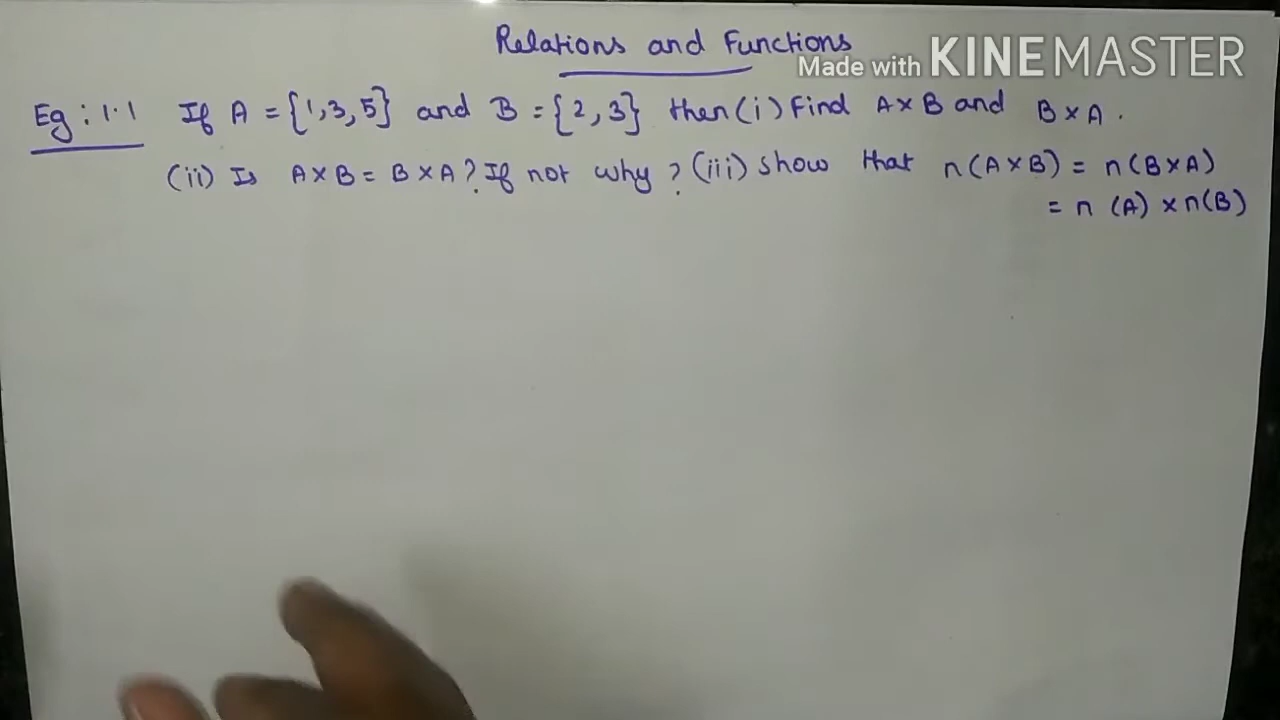 Relations and Functions
Made with KINEMASTER
Eg : 1.1 If A = {1,3,5} and B = {2,3} then (i) Find A×B and B×A.
(ii) Is A×B = B×A? If not why? (iii) show that n(A×B) = n(B×A)
= n (A) × n(B)